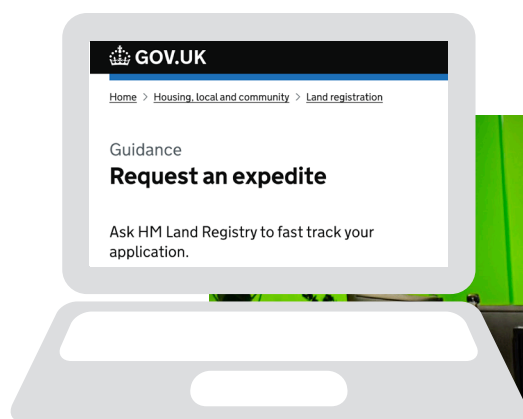 GOV.UK
Home > Housing, local and community > Land registration
Guidance
Request an expedite
Ask HM Land Registry to fast track your
application.